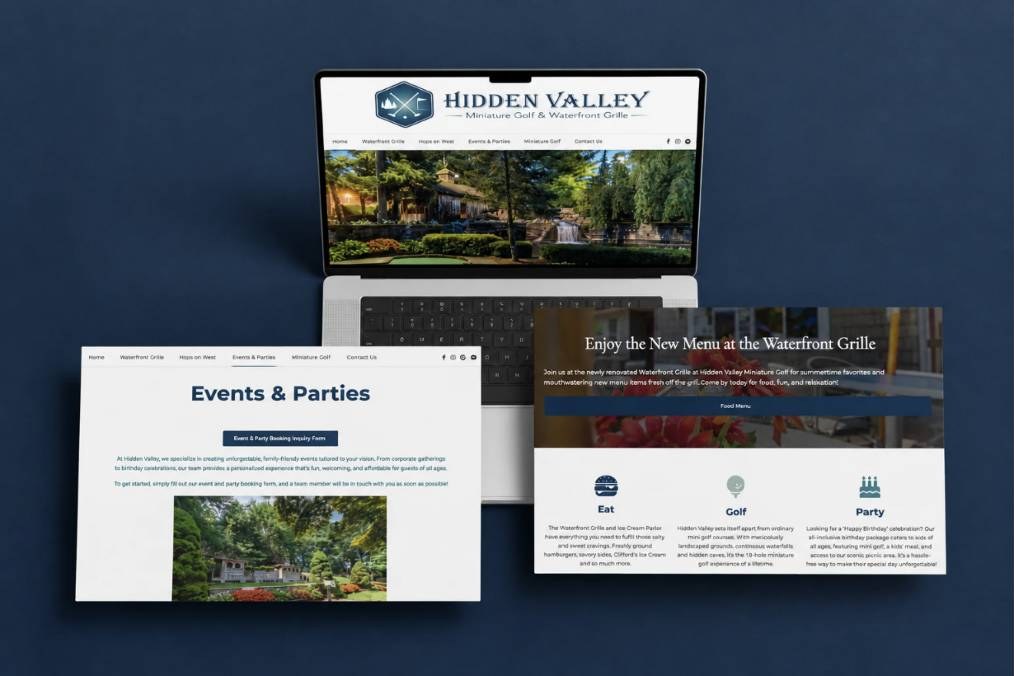 HIDDEN VALLEY
Miniature Golf & Waterfront Grille
Home Waterfront Grille Hops on West Events & Parties Miniature Golf Contact Us
Home Waterfront Grille Hops on West Events & Parties Miniature Golf Contact Us
Events & Parties
Event & Party Booking Inquiry Form
At Hidden Valley, we specialize in creating unforgettable, family-friendly events tailored to your vision. From corporate gatherings
to birthday celebrations, our team provides a personalized experience that's fun, welcoming, and affordable for guests of all ages.
To get started, simply fill out our event and party booking form, and a team member will be in touch with you as soon as possible!
Enjoy the New Menu at the Waterfront Grille
Join us at the newly renovated Waterfront Grille at Hidden Valley Miniature Golf for summertime favorites and
mouthwatering new menu items fresh off the grill. Come by today for food, fun, and relaxation!
Food Menu
Eat
The Waterfront Grille and Ice Cream Parlor
have everything you need to fulfill those salty
and sweet cravings. Freshly ground
hamburgers, savory sides, Clifford's Ice Cream
and so much more.
Golf
Hidden Valley sets itself apart from ordinary
mini golf courses. With meticulously
landscaped grounds, continuous waterfalls
and hidden caves, it's the 19-hole miniature
golf experience of a lifetime.
Party
Looking for a 'Happy Birthday' celebration? Our
all-inclusive birthday package caters to kids of
all ages, featuring mini golf, a kids' meal, and
access to our scenic picnic area. It's a hassle-
free way to make their special day unforgettable!